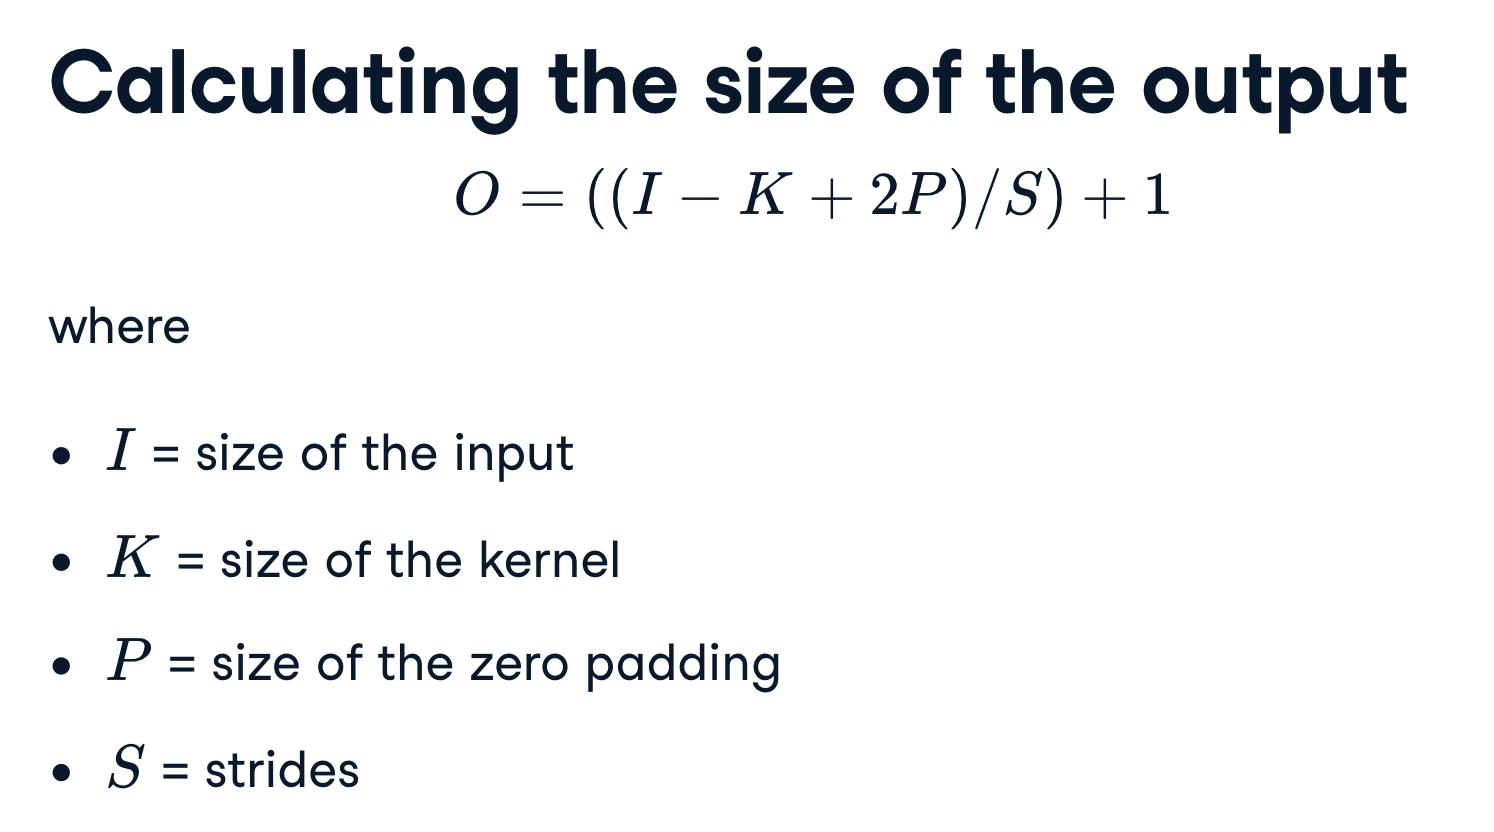 Calculating the size of the output
O = ((I − K + 2P)/S) + 1
where
• I = size of the input
• K = size of the kernel
• P = size of the zero padding
• S = strides